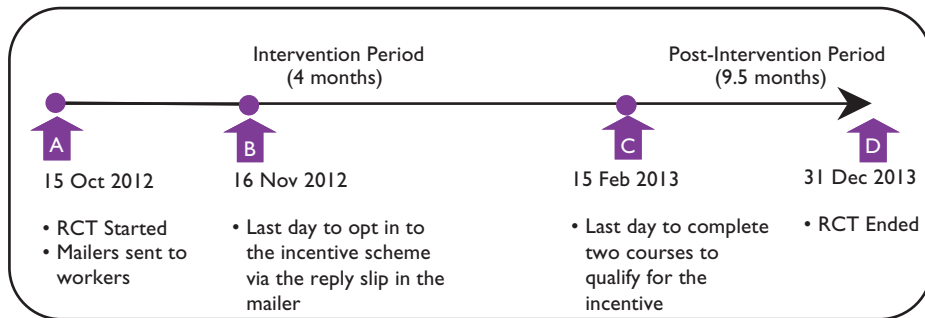 Intervention Period
(4 months)
Post-Intervention Period
(9.5 months)
A
B
C
D
15 Oct 2012
16 Nov 2012
15 Feb 2013
31 Dec 2013
• RCT Started
• Mailers sent to
workers
• Last day to opt in to
the incentive scheme
via the reply slip in the
mailer
• Last day to complete
two courses to
qualify for the
incentive
• RCT Ended